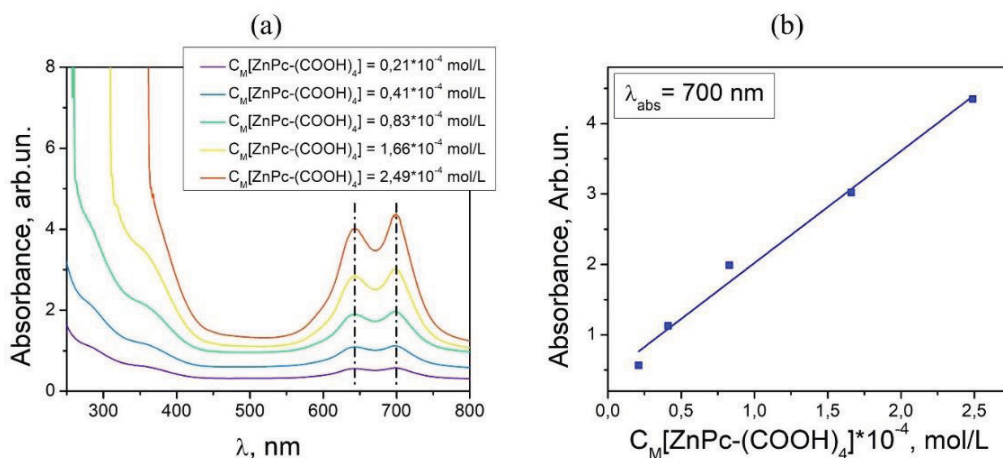 (a)
C_M[ZnPc-(COOH)_4] = 0,21*10^-4 mol/L
C_M[ZnPc-(COOH)_4] = 0,41*10^-4 mol/L
C_M[ZnPc-(COOH)_4] = 0,83*10^-4 mol/L
C_M[ZnPc-(COOH)_4] = 1,66*10^-4 mol/L
C_M[ZnPc-(COOH)_4] = 2,49*10^-4 mol/L
Absorbance, arb.un.
8
6
4
2
0
300 400 500 600 700 800
λ, nm
(b)
λ_abs= 700 nm
Absorbance, Arb.un.
4
3
2
1
0,0 0,5 1,0 1,5 2,0 2,5
C_M[ZnPc-(COOH)_4]*10^-4, mol/L